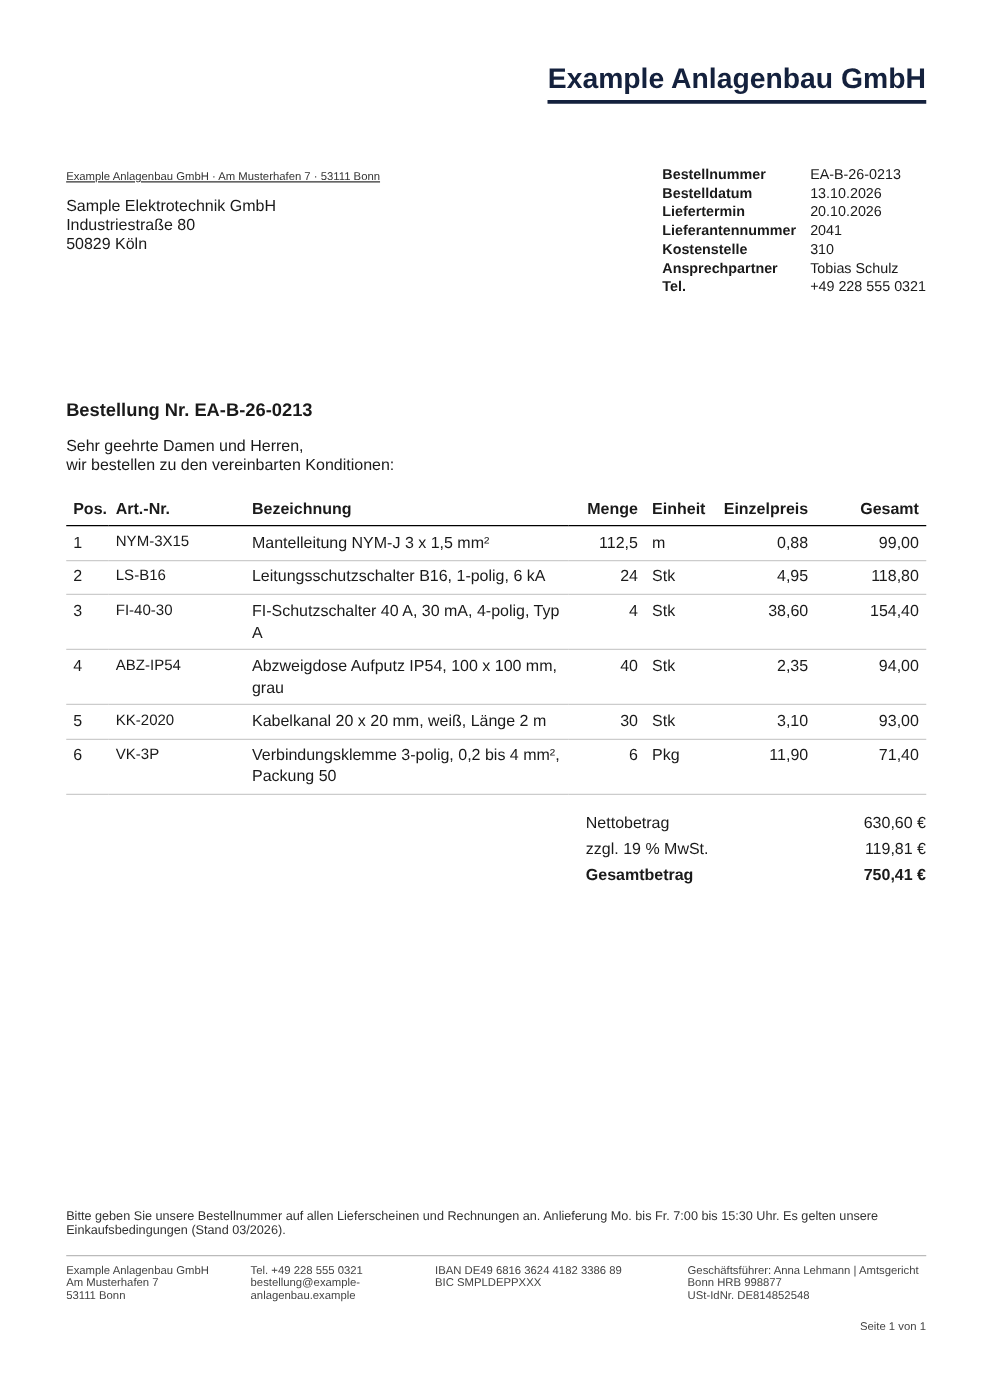 Example Anlagenbau GmbH
Example Anlagenbau GmbH · Am Musterhafen 7 · 53111 Bonn
Sample Elektrotechnik GmbH
Industriestraße 80
50829 Köln
Bestellnummer EA-B-26-0213
Bestelldatum 13.10.2026
Liefertermin 20.10.2026
Lieferantennummer 2041
Kostenstelle 310
Ansprechpartner Tobias Schulz
Tel. +49 228 555 0321
Bestellung Nr. EA-B-26-0213
Sehr geehrte Damen und Herren,
wir bestellen zu den vereinbarten Konditionen:
Pos. Art.-Nr. Bezeichnung Menge Einheit Einzelpreis Gesamt
1 NYM-3X15 Mantelleitung NYM-J 3 x 1,5 mm² 112,5 m 0,88 99,00
2 LS-B16 Leitungsschutzschalter B16, 1-polig, 6 kA 24 Stk 4,95 118,80
3 FI-40-30 FI-Schutzschalter 40 A, 30 mA, 4-polig, Typ 4 Stk 38,60 154,40
A
4 ABZ-IP54 Abzweigdose Aufputz IP54, 100 x 100 mm, 40 Stk 2,35 94,00
grau
5 KK-2020 Kabelkanal 20 x 20 mm, weiß, Länge 2 m 30 Stk 3,10 93,00
6 VK-3P Verbindungsklemme 3-polig, 0,2 bis 4 mm², 6 Pkg 11,90 71,40
Packung 50
Nettobetrag 630,60 €
zzgl. 19 % MwSt. 119,81 €
Gesamtbetrag 750,41 €
Bitte geben Sie unsere Bestellnummer auf allen Lieferscheinen und Rechnungen an. Anlieferung Mo. bis Fr. 7:00 bis 15:30 Uhr. Es gelten unsere
Einkaufsbedingungen (Stand 03/2026).
Example Anlagenbau GmbH
Am Musterhafen 7
53111 Bonn
Tel. +49 228 555 0321
bestellung@example-
anlagenbau.example
IBAN DE49 6816 3624 4182 3386 89
BIC SMPLDEPPXXX
Geschäftsführer: Anna Lehmann | Amtsgericht
Bonn HRB 998877
USt-IdNr. DE814852548
Seite 1 von 1